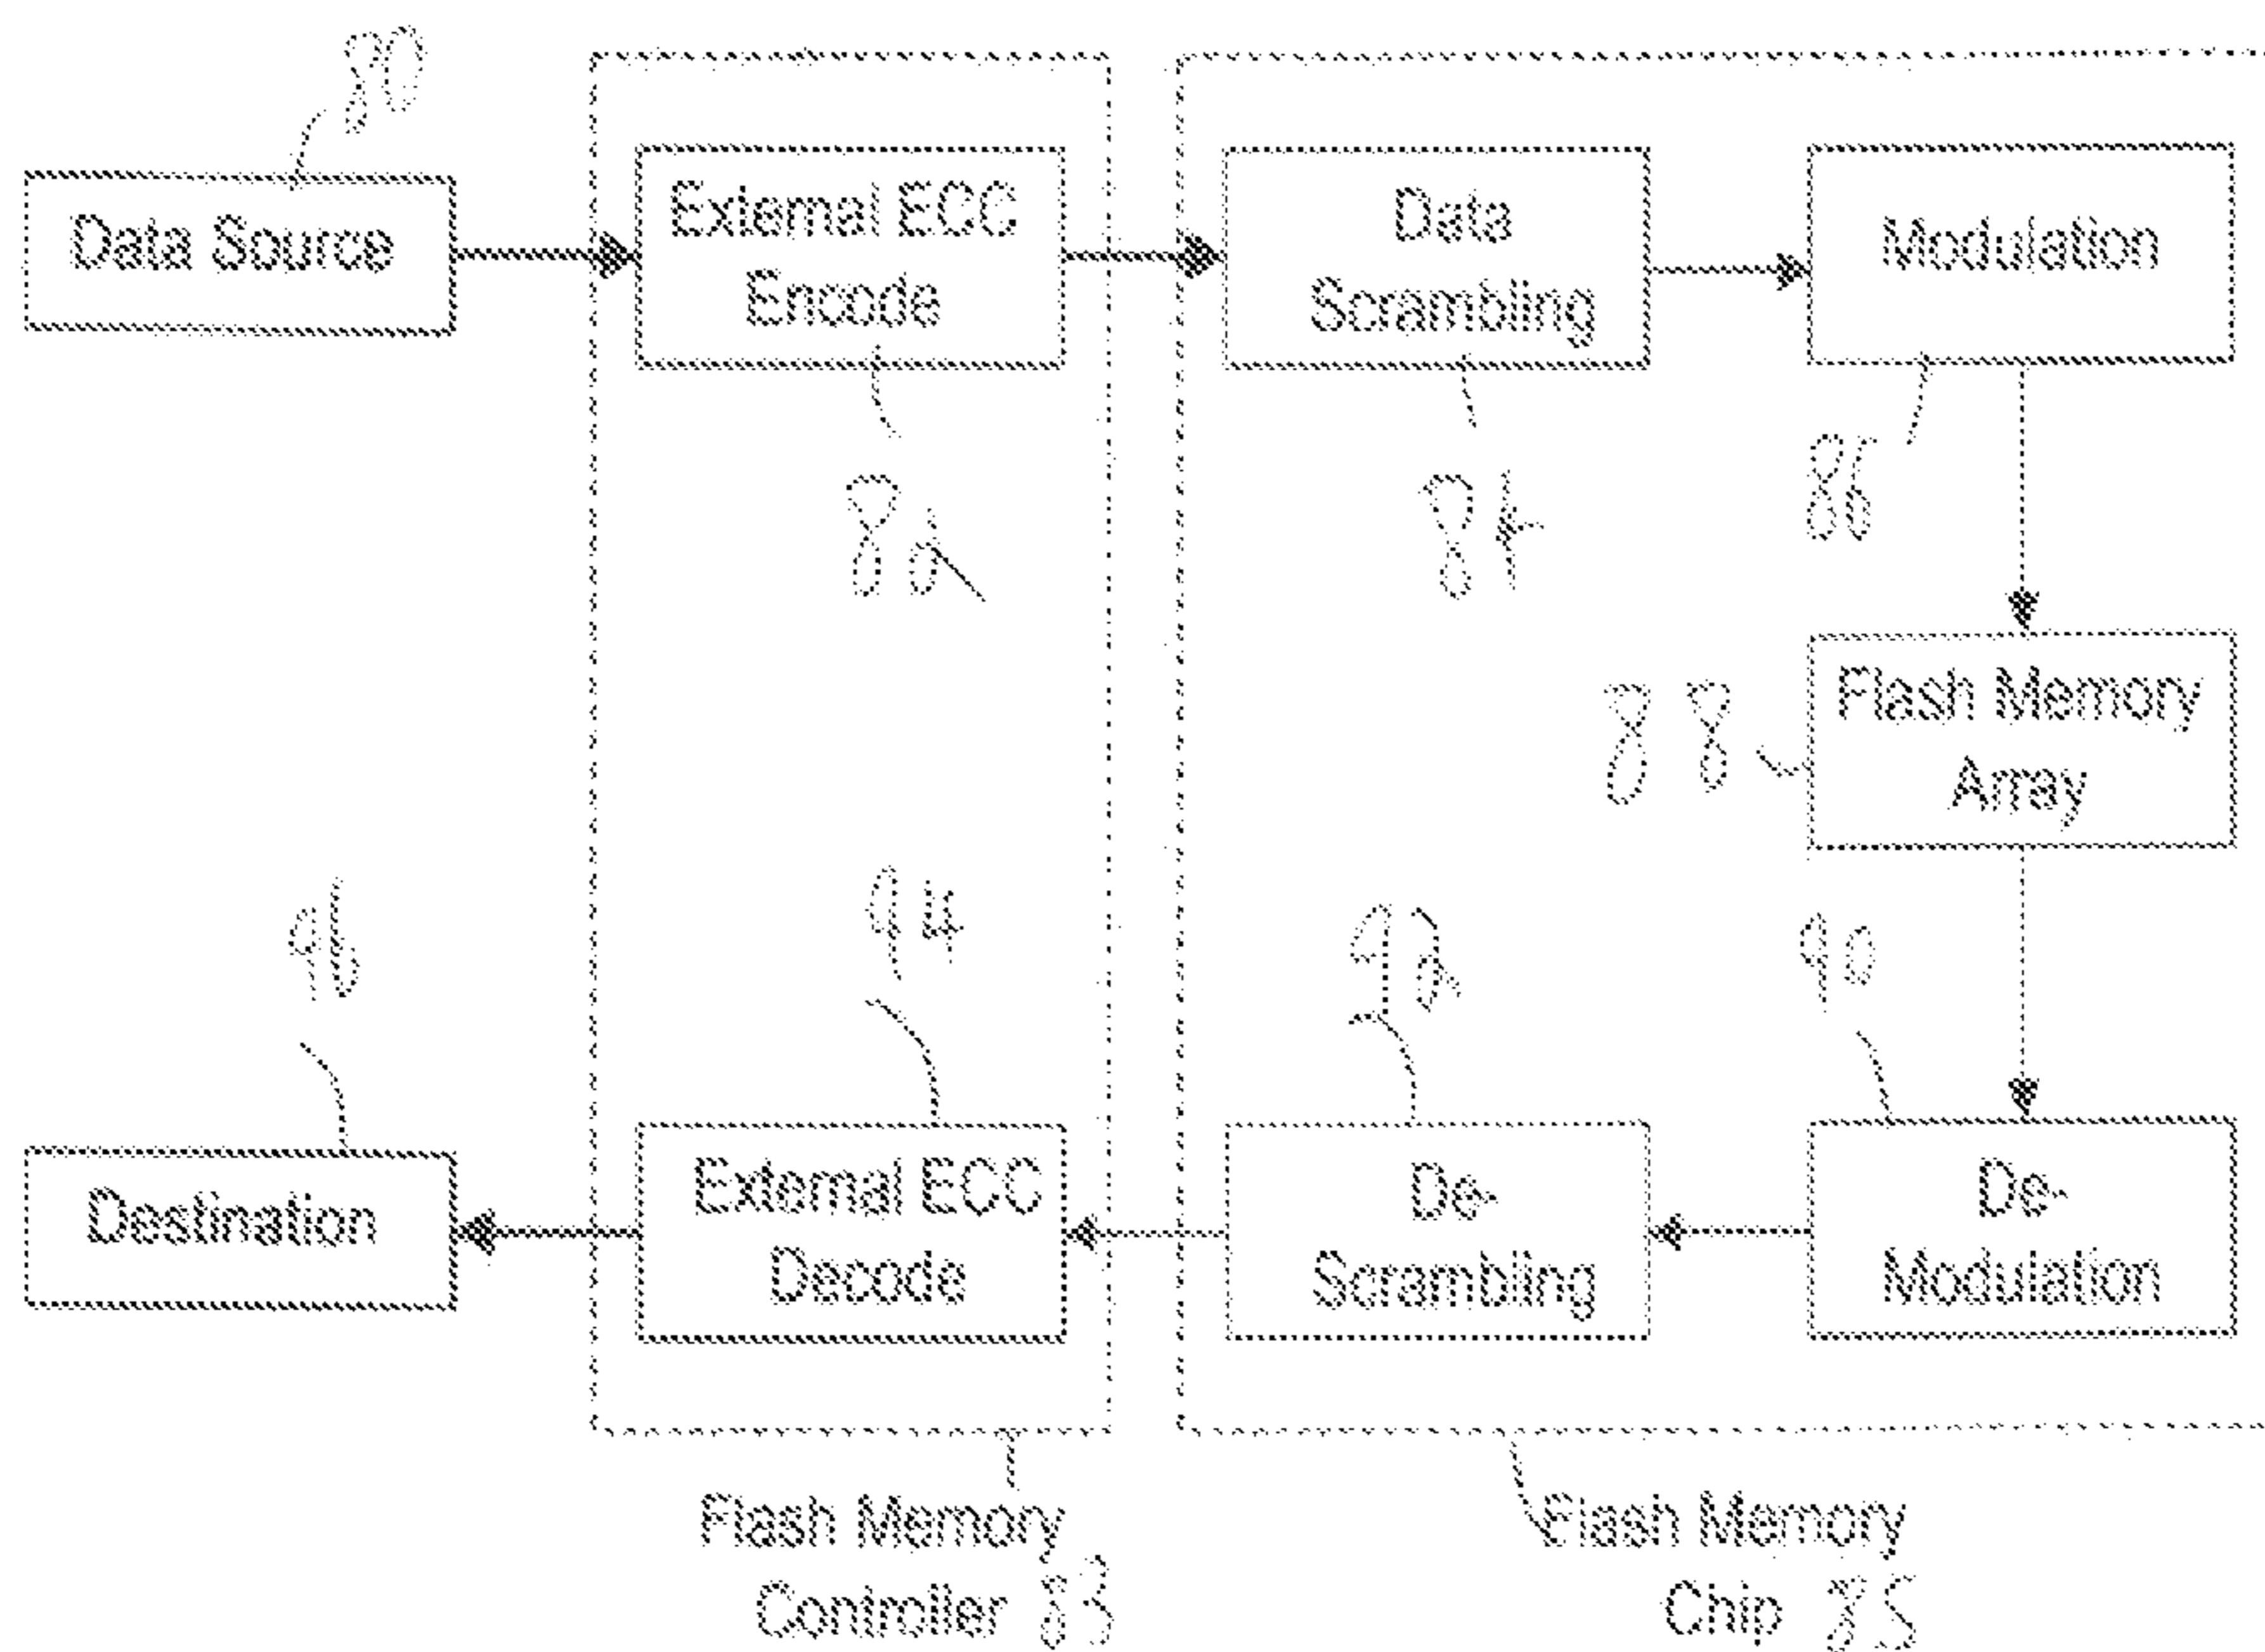 80
Data Source
External ECC
Encode
Data
Scrambling
Modulation
82
84
86
Flash Memory
Array
88
96
94
92
90
Destination
External ECC
Decode
De-
Scrambling
De-
Modulation
Flash Memory
Controller 83
Flash Memory
Chip 85